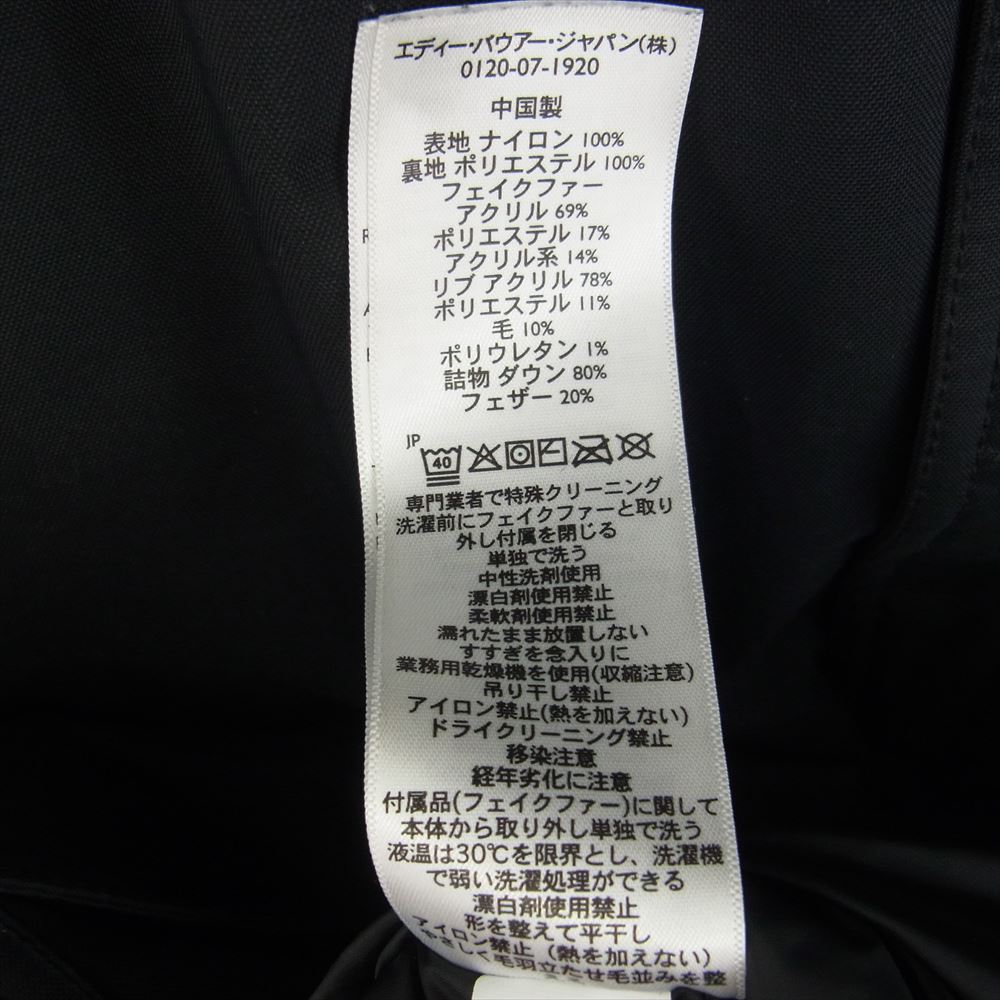 エディー・バウアー・ジャパン(株)
0120-07-1920
中国製
表地 ナイロン 100%
裏地 ポリエステル 100%
フェイクファー
アクリル 69%
ポリエステル 17%
アクリル系 14%
リブ アクリル 78%
ポリエステル 11%
毛 10%
ポリウレタン 1%
詰物 ダウン 80%
フェザー 20%
JP
40
専門業者で特殊クリーニング
洗濯前にフェイクファーと取り
外し付属を閉じる
単独で洗う
中性洗剤使用
漂白剤使用禁止
柔軟剤使用禁止
濡れたまま放置しない
すすぎを念入りに
業務用乾燥機を使用(収縮注意)
吊り干し禁止
アイロン禁止(熱を加えない)
ドライクリーニング禁止
移染注意
経年劣化に注意
付属品(フェイクファー)に関して
本体から取り外し単独で洗う
液温は30℃を限界とし、洗濯機
で弱い洗濯処理ができる
漂白剤使用禁止
形を整えて平干し
アイロン禁止（熱を加えない）
やさしく毛羽立たせ毛並みを整